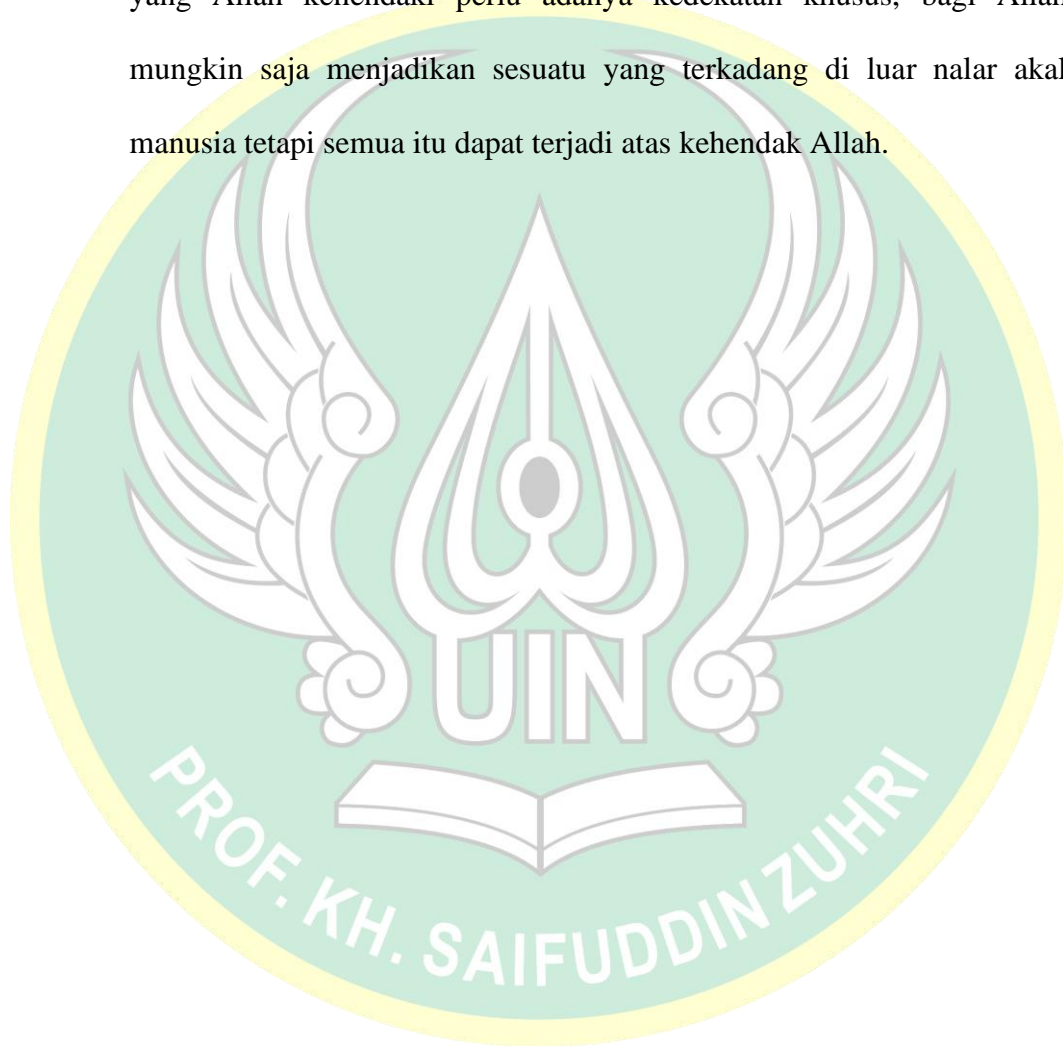 yang Allah kehendaki perlu adanya kedekatan khusus, bagi Allah
mungkin saja menjadikan sesuatu yang terkadang di luar nalar akal
manusia tetapi semua itu dapat terjadi atas kehendak Allah.
UIN
PROF. KH. SAIFUDDIN ZUHRI